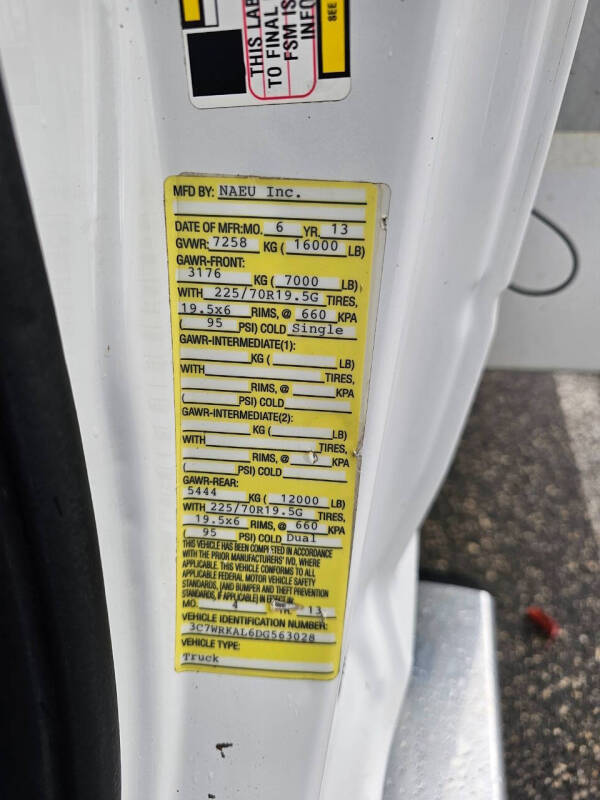 THIS LAB
TO FINAL
FSM IS
INFO
SEE
MFD BY: NAEU Inc.
DATE OF MFR:MO. 6 YR. 13
GVWR: 7258 KG ( 16000 LB)
GAWR-FRONT:
3176 KG ( 7000 LB)
WITH 225/70R19.5G TIRES,
19.5x6 RIMS, @ 660 KPA
( 95 PSI) COLD Single
GAWR-INTERMEDIATE(1):
KG ( LB)
WITH TIRES,
RIMS, @ KPA
( PSI) COLD
GAWR-INTERMEDIATE(2):
KG ( LB)
WITH TIRES,
RIMS, @ KPA
( PSI) COLD
GAWR-REAR:
5444 KG ( 12000 LB)
WITH 225/70R19.5G TIRES,
19.5x6 RIMS, @ 660 KPA
( 95 PSI) COLD Dual
THIS VEHICLE HAS BEEN COMPLETED IN ACCORDANCE
WITH THE PRIOR MANUFACTURERS' IVD, WHERE
APPLICABLE. THIS VEHICLE CONFORMS TO ALL
APPLICABLE FEDERAL MOTOR VEHICLE SAFETY
STANDARDS, (AND BUMPER AND THEFT PREVENTION
STANDARDS, IF APPLICABLE) IN EFFECT IN
MO. 4 YR. 13
VEHICLE IDENTIFICATION NUMBER:
3C7WRKAL6DG563028
VEHICLE TYPE:
Truck